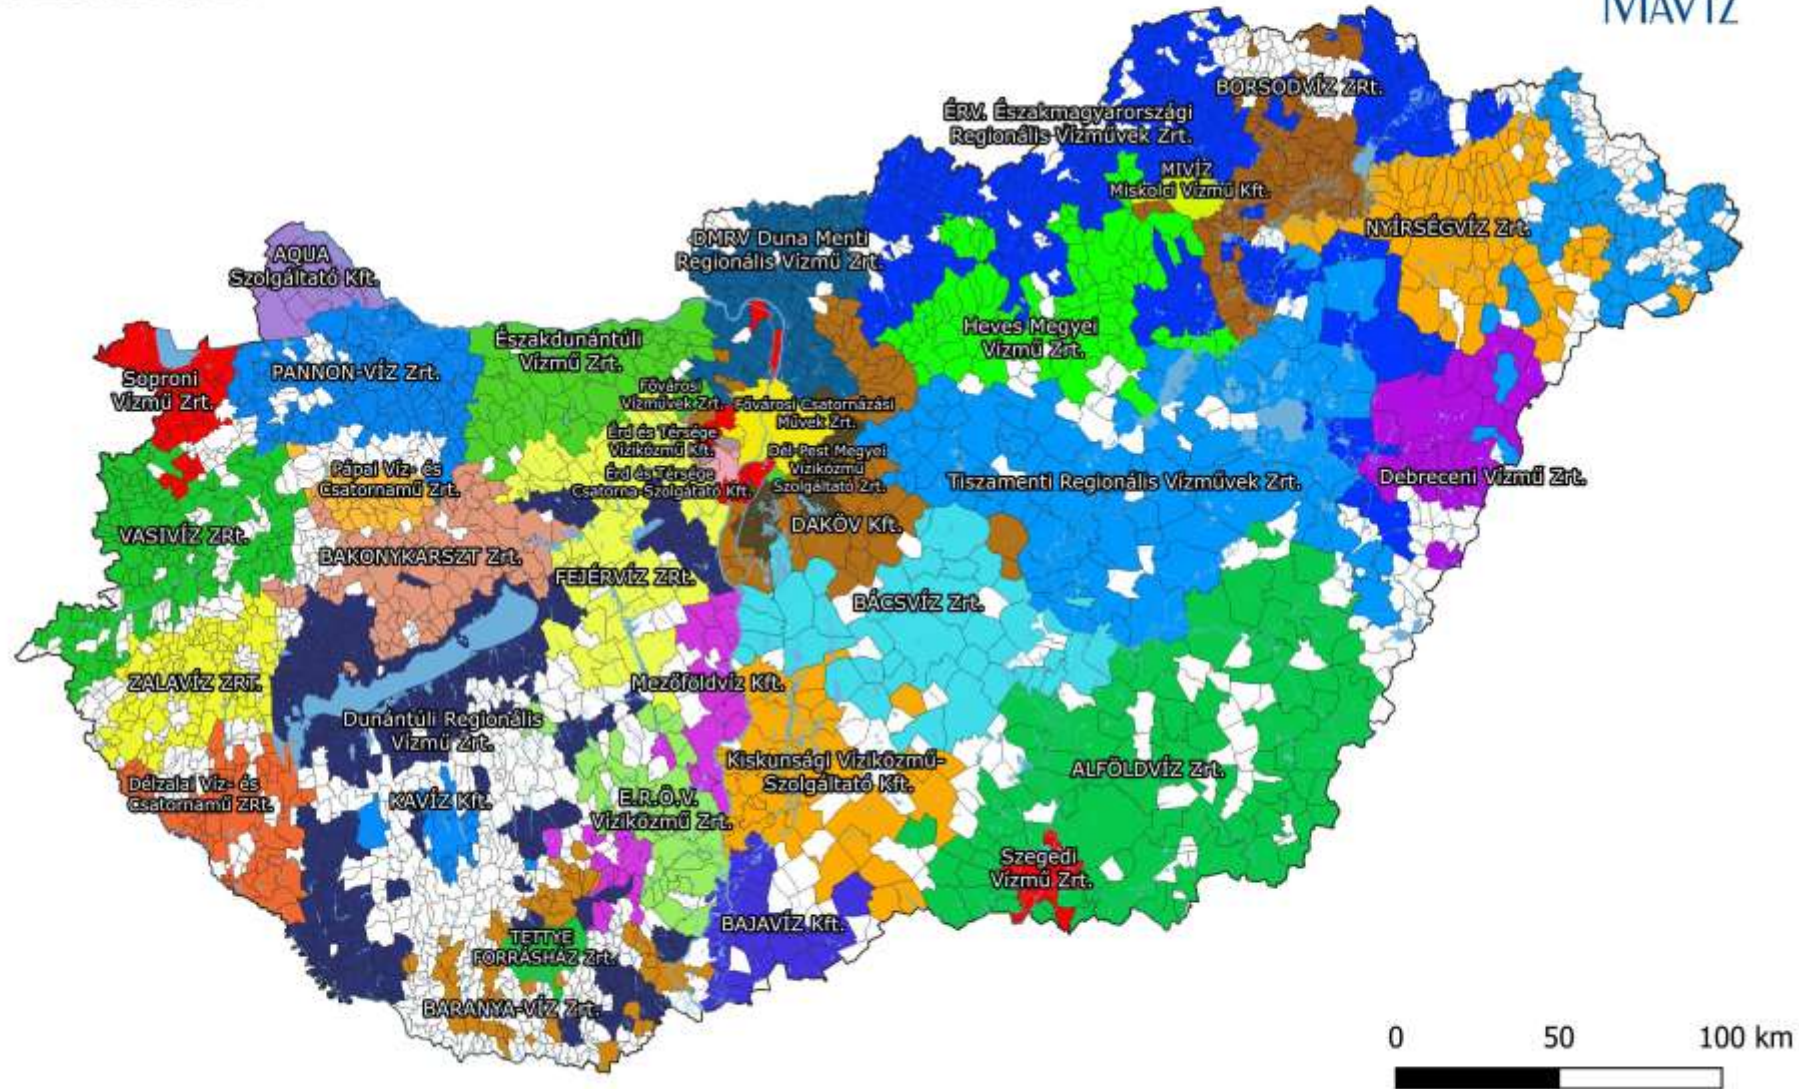 MAVÍZ
BORSODVÍZ ZRt.
ÉRV. Északmagyarországi
Regionális Vízművek Zrt.
MIVÍZ
Miskolci Vízmű Kft.
NYÍRSÉGVÍZ Zrt.
DMRV Duna Menti
Regionális Vízmű Zrt.
AQUA
Szolgáltató Kft.
Heves Megyei
Vízmű Zrt.
Északdunántúli
Vízmű Zrt.
PANNON-VÍZ Zrt.
Soproni
Vízmű Zrt.
Fővárosi
Vízművek Zrt.
Fővárosi Csatornázási
Művek Zrt.
Érd és Térsége
Víziközmű Kft.
Dél-Pest Megyei
Víziközmű
Szolgáltató Zrt.
Érd és Térsége
Csatorna-Szolgátató Kft.
Pápai Víz- és
Csatornamű Zrt.
Tiszamenti Regionális Vízművek Zrt.
Debreceni Vízmű Zrt.
DAKÖV Kft.
VASIVÍZ ZRt.
BAKONYKARSZT Zrt.
FEJÉRVÍZ ZRt.
BÁCSVÍZ Zrt.
ZALAVÍZ ZRT.
Mezőföldvíz Kft.
Dunántúli Regionális
Vízmű Zrt.
Kiskunsági Víziközmű-
Szolgáltató Kft.
ALFÖLDVÍZ Zrt.
Délzalai Víz- és
Csatornamű ZRt.
KAVÍZ Kft.
E.R.Ö.V.
Víziközmű Zrt.
Szegedi
Vízmű Zrt.
BAJAVÍZ Kft.
TETTYE
FORRÁSHÁZ Zrt.
BARANYA-VÍZ Zrt.
0 50 100 km